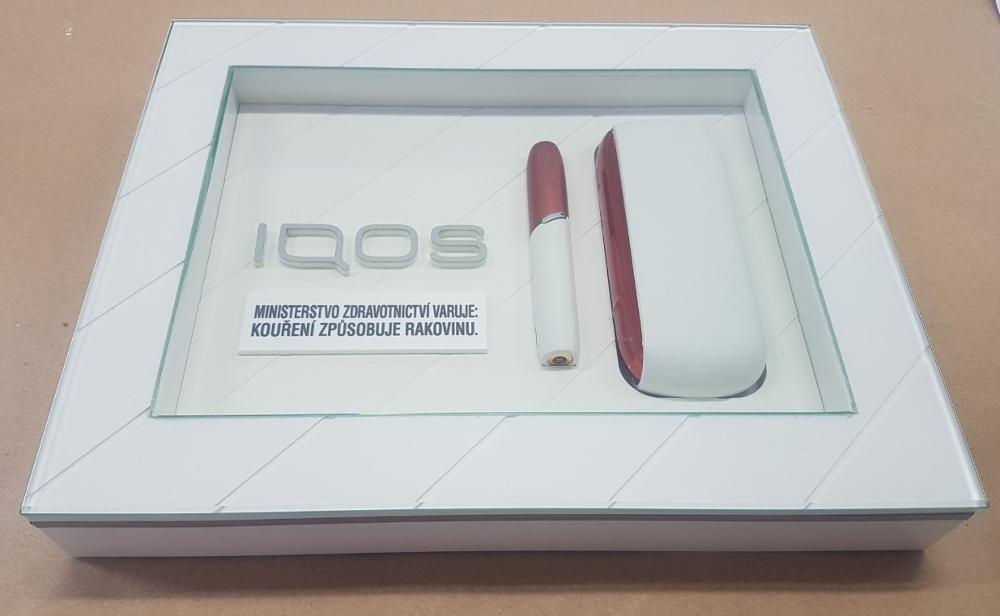 IQOS
MINISTERSTVO ZDRAVOTNICTVÍ VARUJE:
KOUŘENÍ ZPŮSOBUJE RAKOVINU.